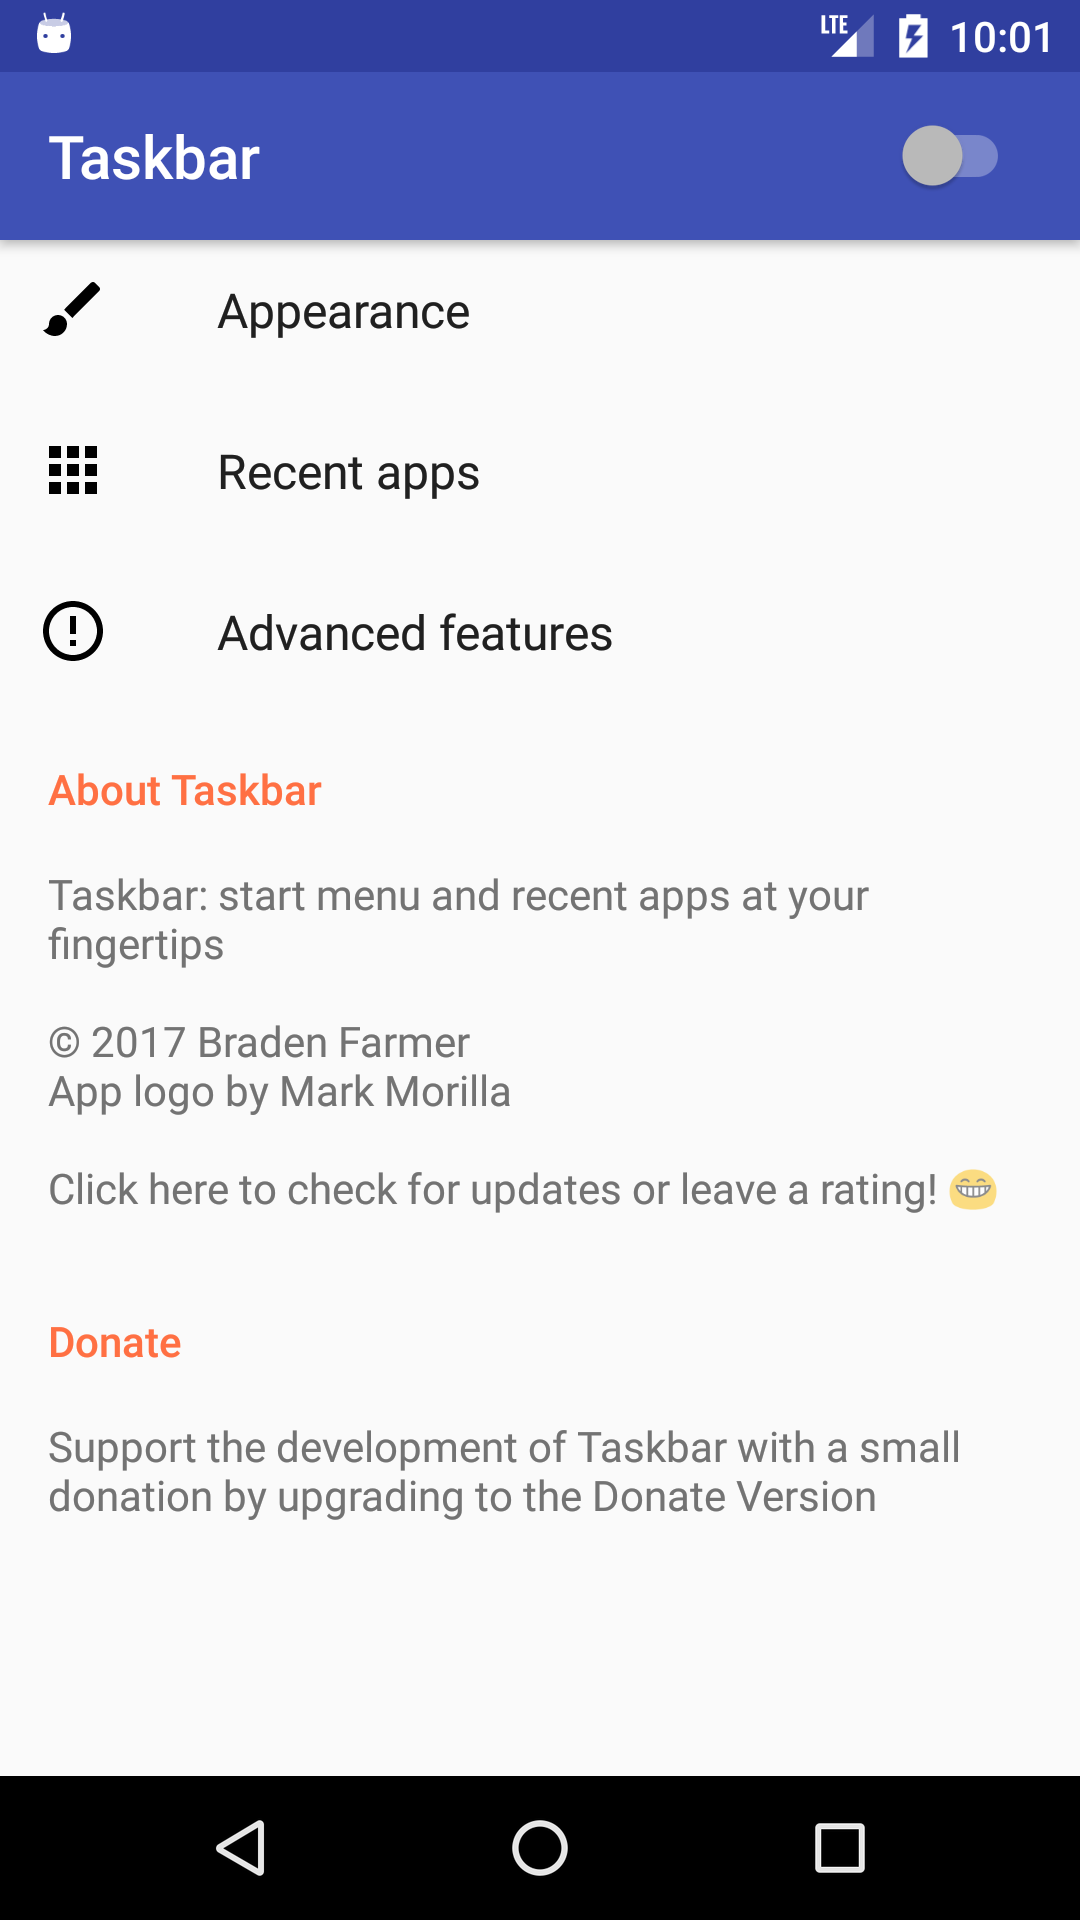 LTE 10:01
Taskbar
Appearance
Recent apps
Advanced features
About Taskbar
Taskbar: start menu and recent apps at your
fingertips
© 2017 Braden Farmer
App logo by Mark Morilla
Click here to check for updates or leave a rating! 😁
Donate
Support the development of Taskbar with a small
donation by upgrading to the Donate Version